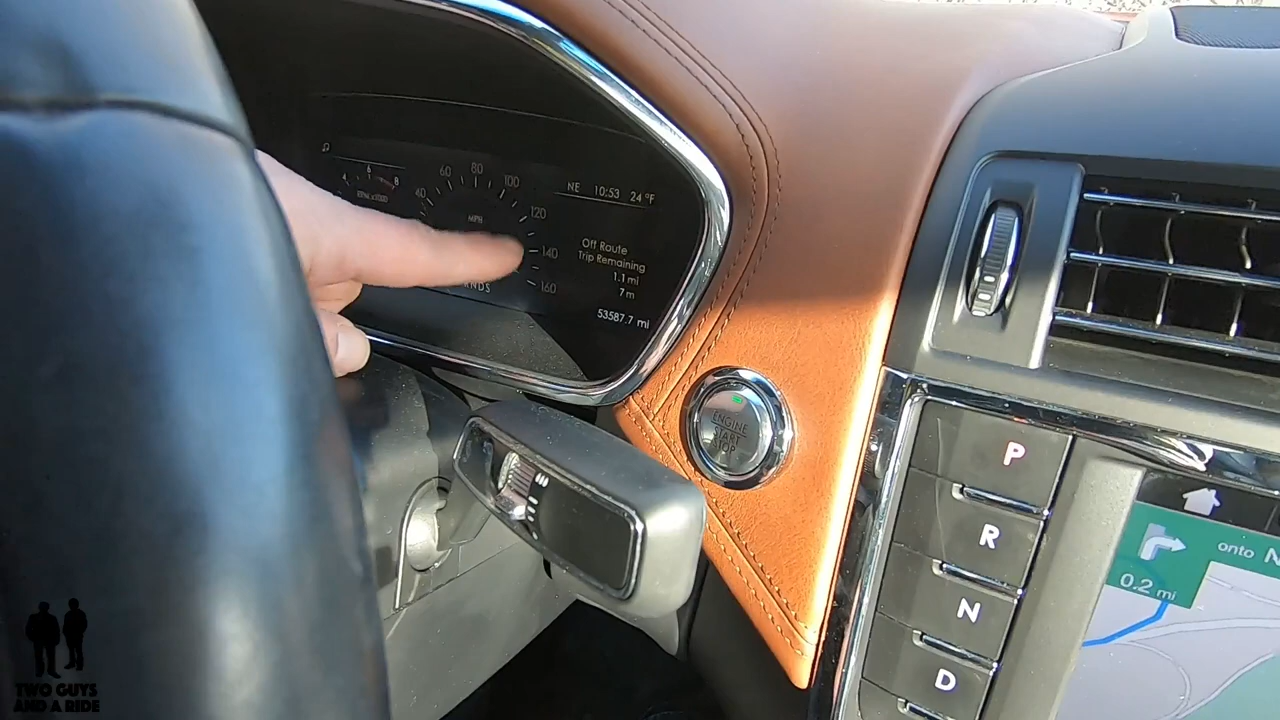 4 6 8
RPM x1000
40 60 80 100 120 140 160
MPH
NE 10:53 24 °F
Off Route
Trip Remaining
1.1 mi
7 m
53587.7 mi
RNDS
ENGINE
START
STOP
P
R
N
D
onto N
0.2 mi
TWO GUYS
AND A RIDE